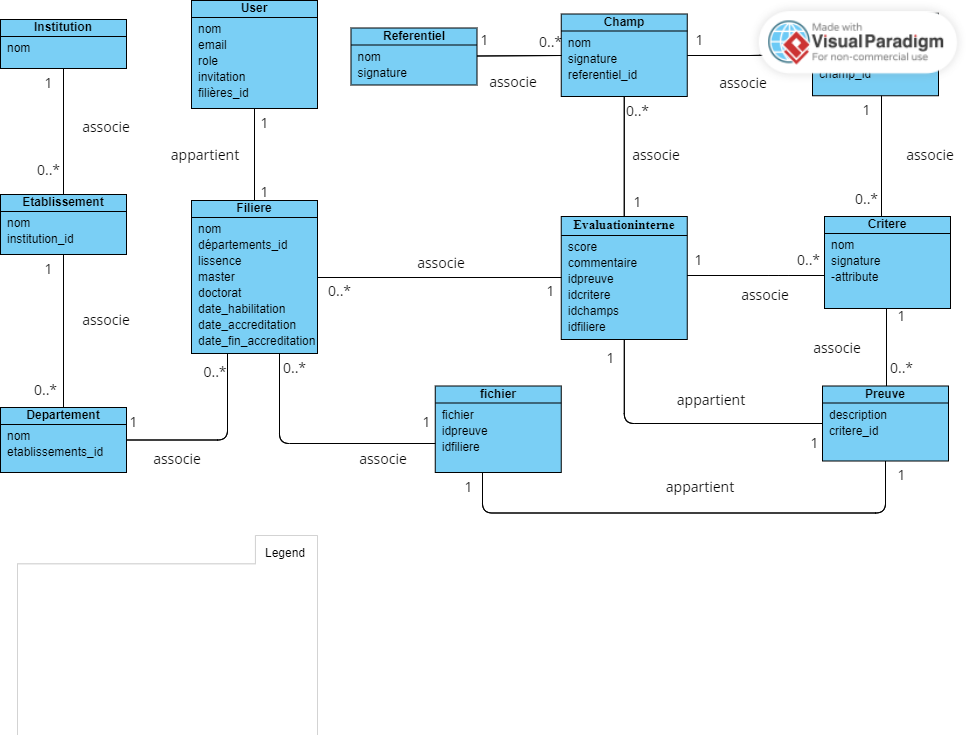 Institution
nom
1
associe
0..*
Etablissement
nom
institution_id
1
associe
0..*
Departement
nom
etablissements_id
1
associe
User
nom
email
role
invitation
filières_id
1
appartient
1
Filiere
nom
départements_id
lissence
master
doctorat
date_habilitation
date_accreditation
date_fin_accreditation
0..*
0..*
0..*
associe
1
Referentiel
nom
signature
1
associe
0..*
Champ
nom
signature
referentiel_id
1
associe
0..*
associe
1
Made with
Visual Paradigm
For non-commercial use
champ_id
1
associe
0..*
Evaluationinterne
score
commentaire
idpreuve
idcritere
idchamps
idfiliere
1
associe
0..*
Critere
nom
signature
-attribute
1
associe
0..*
1
appartient
1
Preuve
description
critere_id
1
fichier
fichier
idpreuve
idfiliere
1
associe
1
appartient
Legend